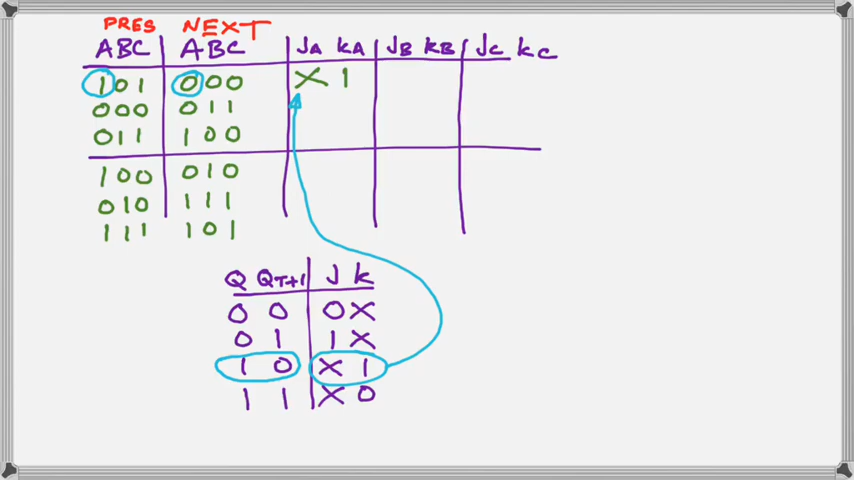 PRES NEXT
ABC ABC JA KA JB KB JC KC
101 000 X 1
000 011
011 100
100 010
010 111
111 101
Q QT+1 J K
0 0 0 X
0 1 1 X
1 0 X 1
1 1 X 0